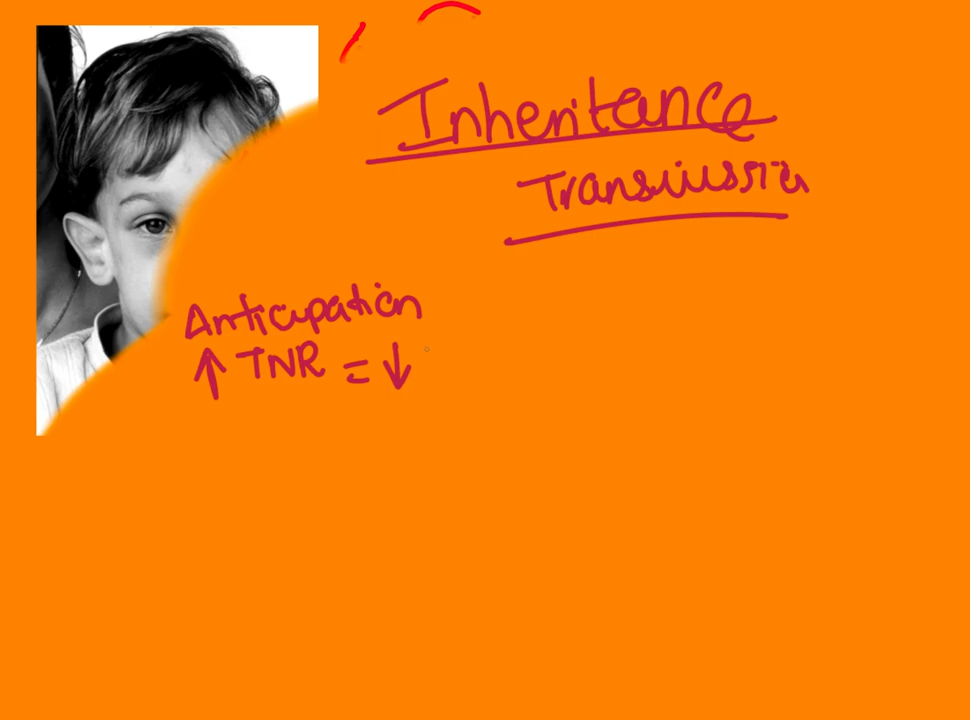 Inheritance
Transmission
Anticipation
↑ TNR = ↓